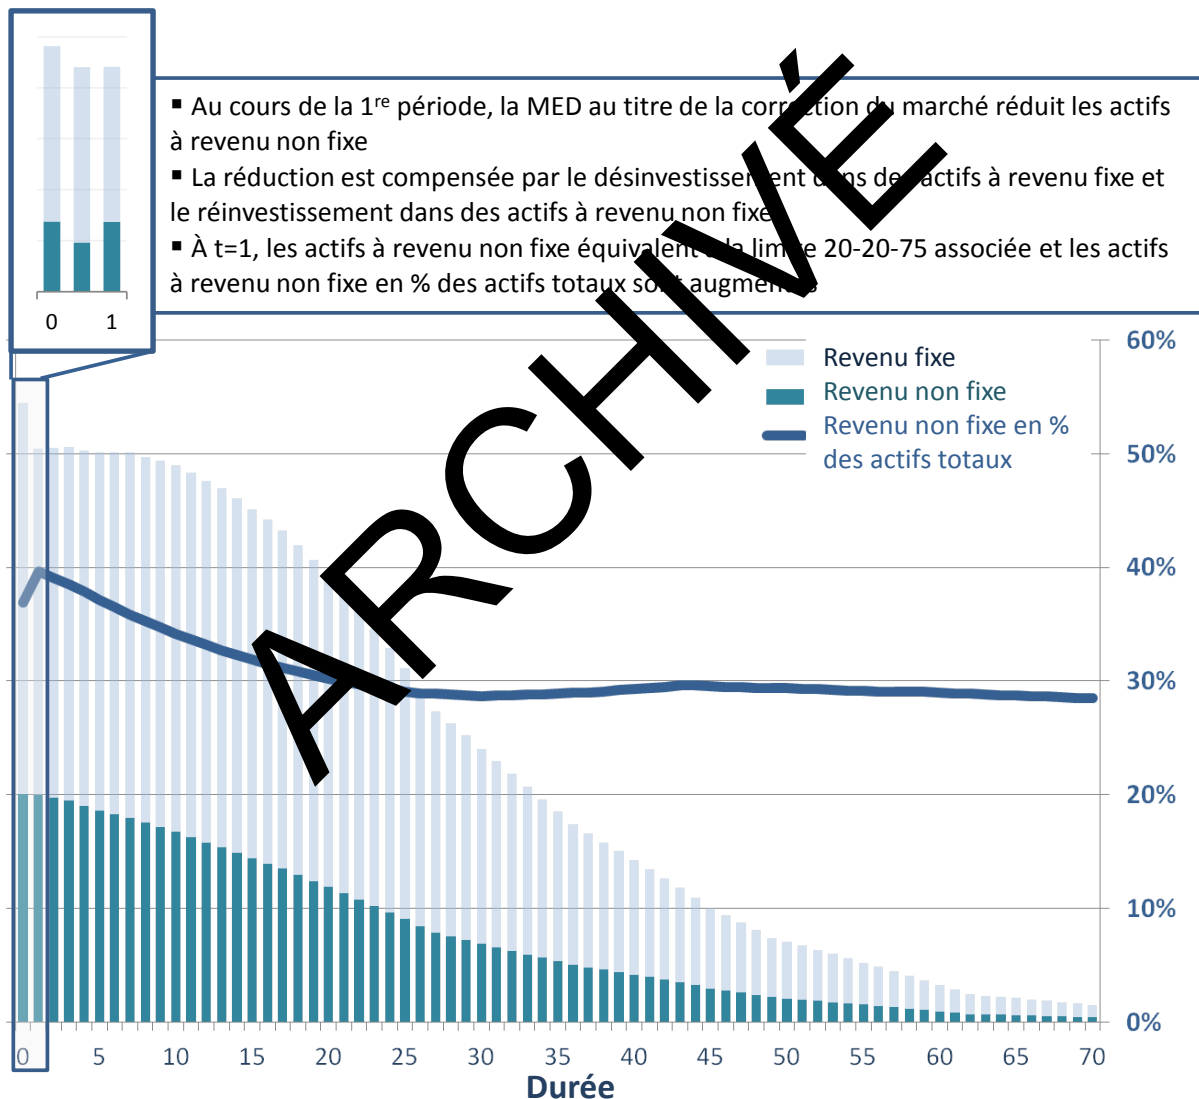 ▪ Au cours de la 1re période, la MED au titre de la correction du marché réduit les actifs
à revenu non fixe
▪ La réduction est compensée par le désinvestissement dans des actifs à revenu fixe et
le réinvestissement dans des actifs à revenu non fixe
▪ À t=1, les actifs à revenu non fixe équivalent à la limite 20-20-75 associée et les actifs
à revenu non fixe en % des actifs totaux sont augmentés
0 1
ARCHIVÉ
Revenu fixe
Revenu non fixe
Revenu non fixe en %
des actifs totaux
60%
50%
40%
30%
20%
10%
0%
0 5 10 15 20 25 30 35 40 45 50 55 60 65 70
Durée